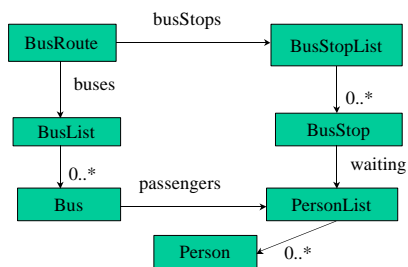 busStops
BusRoute
BusStopList
buses
0..*
BusList
BusStop
0..*
waiting
passengers
Bus
PersonList
Person
0..*